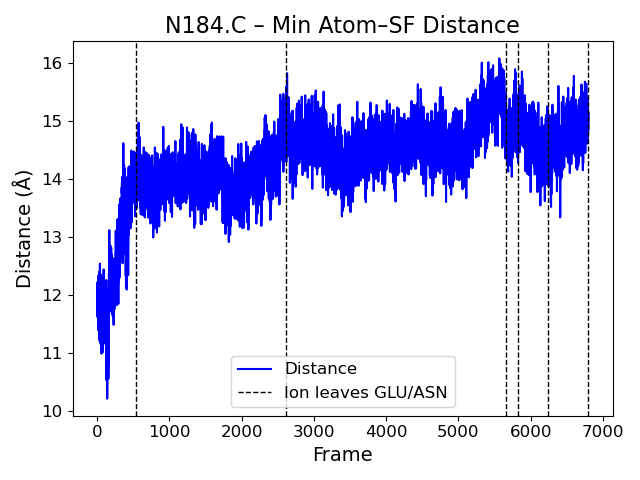 N184.C – Min Atom–SF Distance
Distance (Å)
16
15
14
13
12
11
10
Distance
Ion leaves GLU/ASN
0 1000 2000 3000 4000 5000 6000 7000
Frame